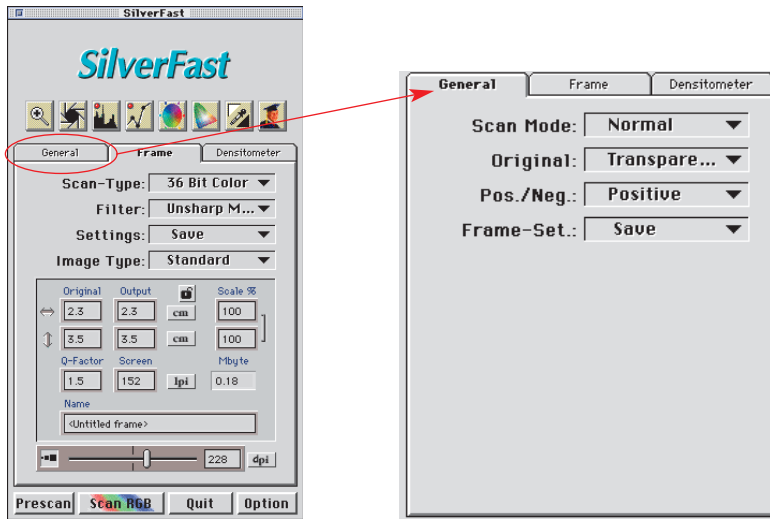 SilverFast
SilverFast
General Frame Densitometer
Scan-Type: 36 Bit Color
Filter: Unsharp M...
Settings: Save
Image Type: Standard
Original Output Scale %
2.3 2.3 cm 100
3.5 3.5 cm 100
Q-Factor Screen Mbyte
1.5 152 lpi 0.18
Name
<Untitled frame>
228 dpi
Prescan Scan RGB Quit Option
General Frame Densitometer
Scan Mode: Normal
Original: Transpare...
Pos./Neg.: Positive
Frame-Set.: Save